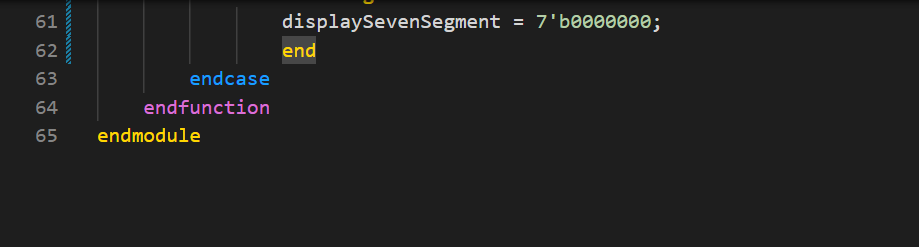 61 displaySevenSegment = 7'b0000000;
62 end
63 endcase
64 endfunction
65 endmodule